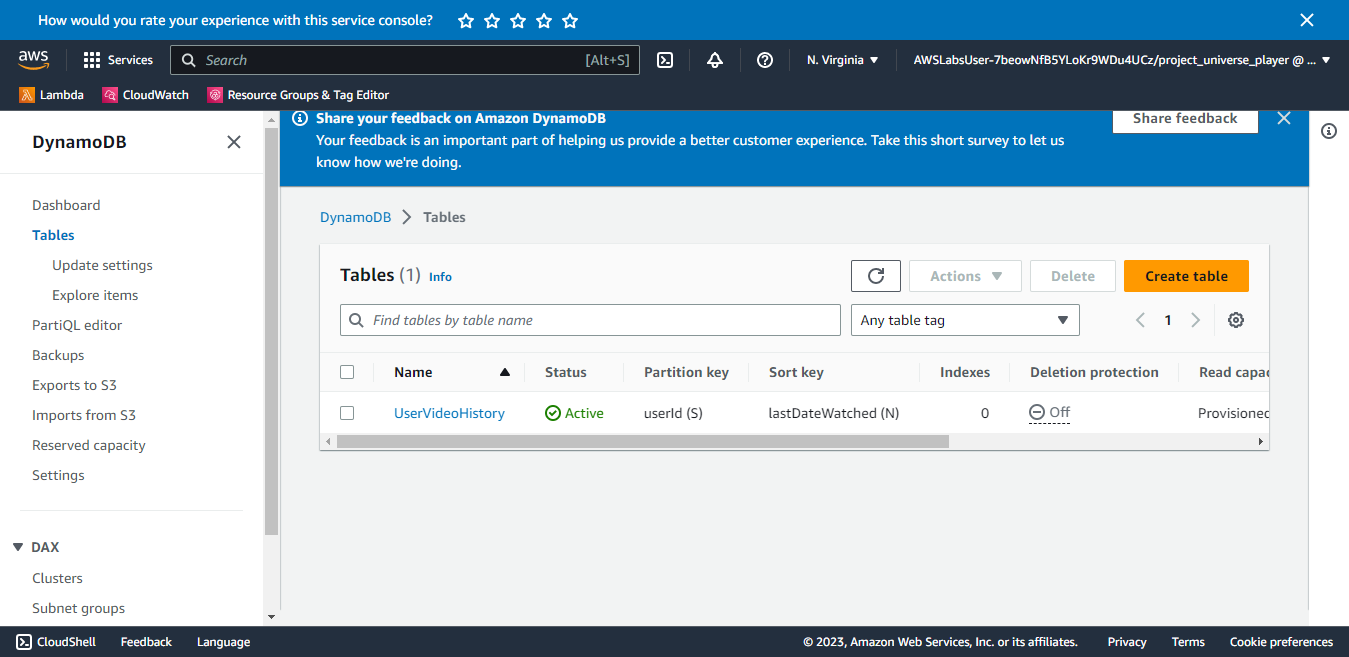 How would you rate your experience with this service console?
aws
Services
Search
[Alt+S]
N. Virginia
AWSLabsUser-7beowNfB5YLoKr9WDu4UCz/project_universe_player @ ...
Lambda
CloudWatch
Resource Groups & Tag Editor
DynamoDB
Dashboard
Tables
Update settings
Explore items
PartiQL editor
Backups
Exports to S3
Imports from S3
Reserved capacity
Settings
DAX
Clusters
Subnet groups
Share your feedback on Amazon DynamoDB
Your feedback is an important part of helping us provide a better customer experience. Take this short survey to let us
know how we're doing.
Share feedback
DynamoDB
Tables
Tables (1) Info
Actions
Delete
Create table
Find tables by table name
Any table tag
1
Name Status Partition key Sort key Indexes Deletion protection Read capac
UserVideoHistory Active userId (S) lastDateWatched (N) 0 Off Provisioned
CloudShell Feedback Language © 2023, Amazon Web Services, Inc. or its affiliates. Privacy Terms Cookie preferences